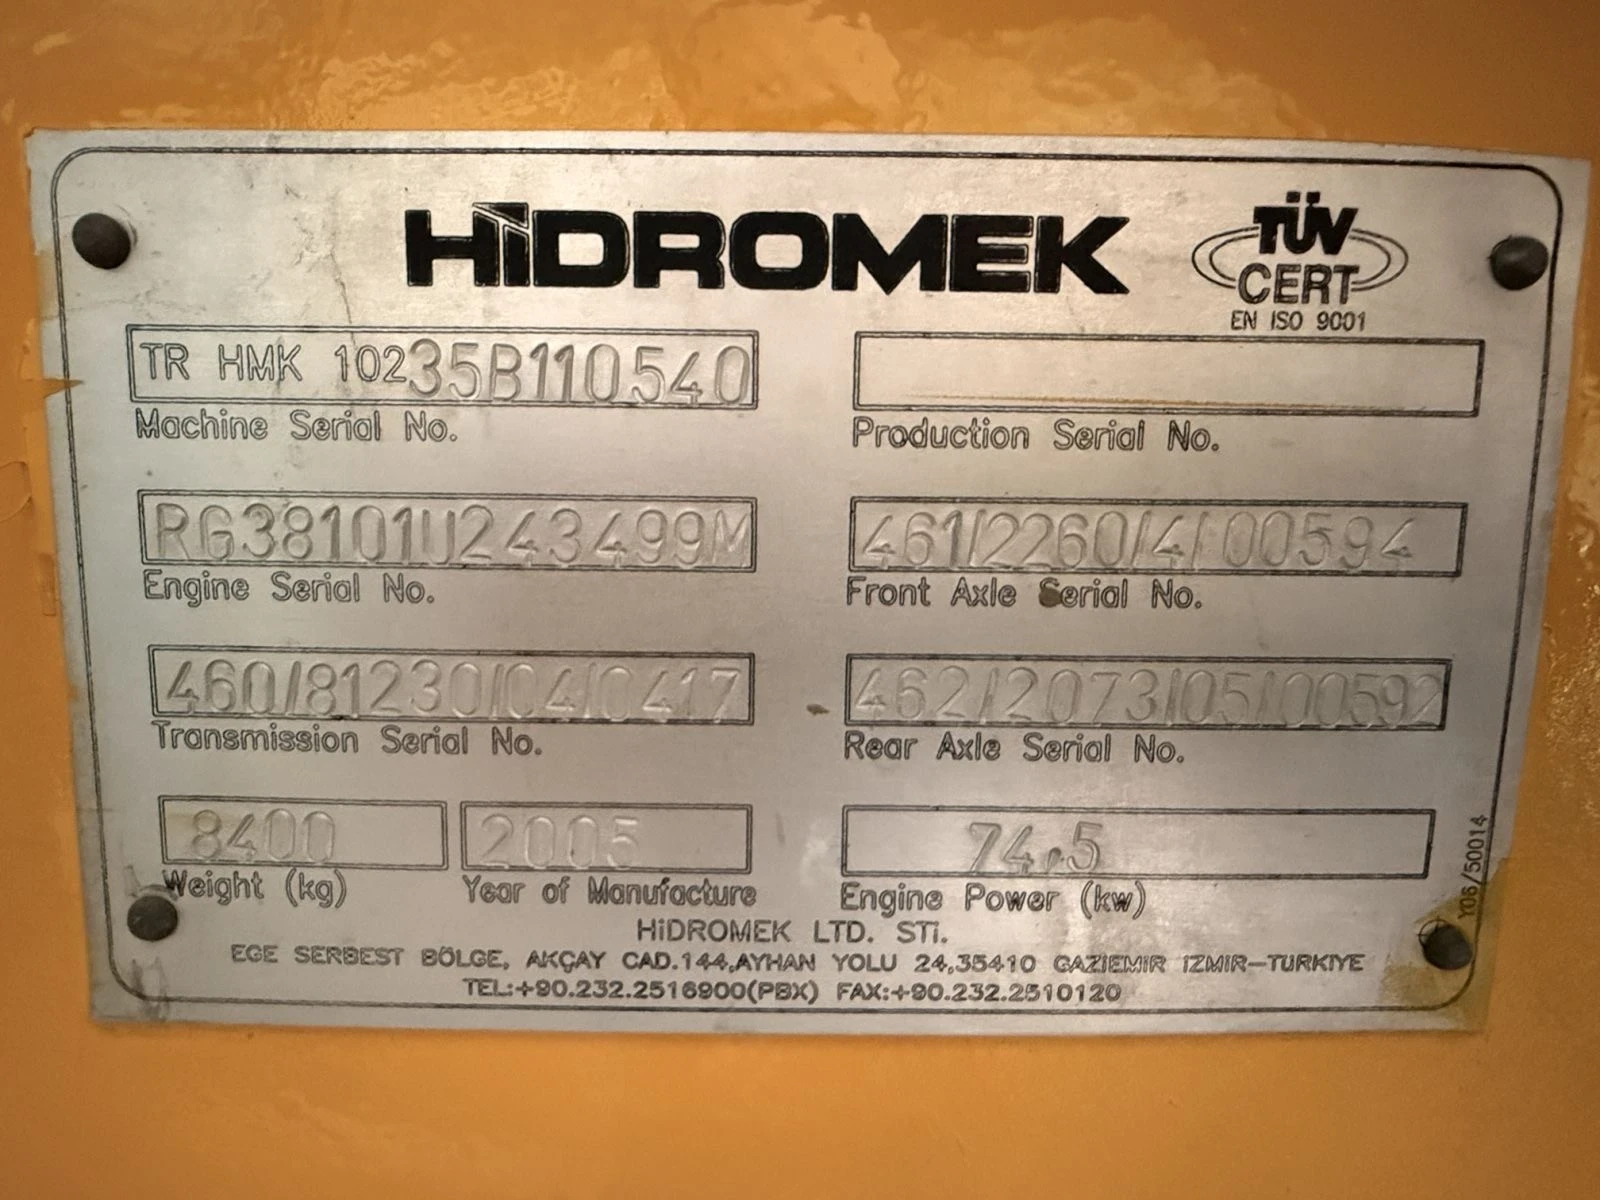 HiDROMEK
TÜV
CERT
EN ISO 9001
TR HMK 10235B110540
Machine Serial No.
Production Serial No.
RG38101U243499M
Engine Serial No.
461/2260/4/00594
Front Axle Serial No.
460/81230/04/0417
Transmission Serial No.
462/2073/05/00592
Rear Axle Serial No.
8400
Weight (kg)
2005
Year of Manufacture
74,5
Engine Power (kw)
HiDROMEK LTD. STi.
EGE SERBEST BÖLGE, AKÇAY CAD.144,AYHAN YOLU 24,35410 GAZIEMIR IZMIR-TURKIYE
TEL:+90.232.2516900(PBX) FAX:+90.232.2510120
Y06/50014